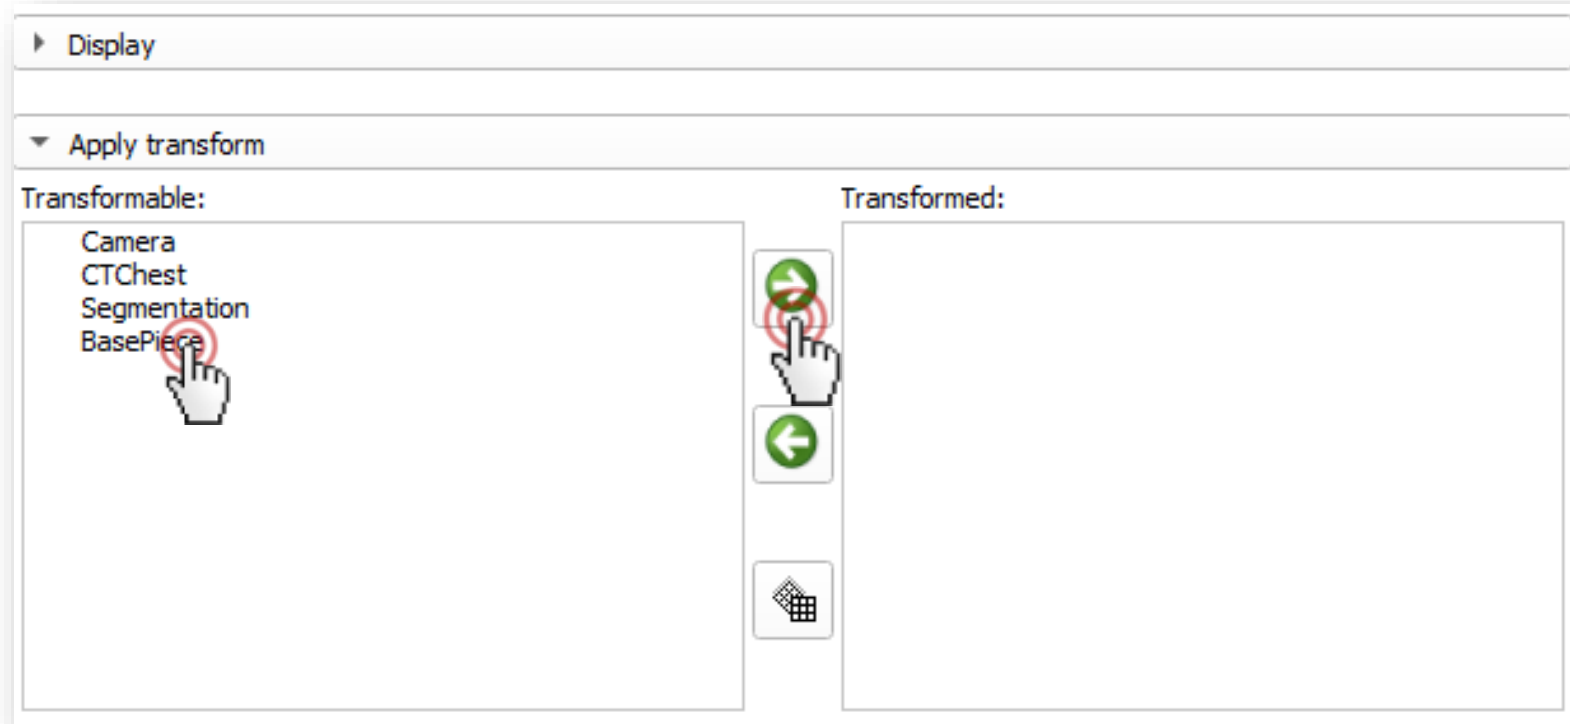 Display
Apply transform
Transformable:
Transformed:
Camera
CTChest
Segmentation
BasePiece